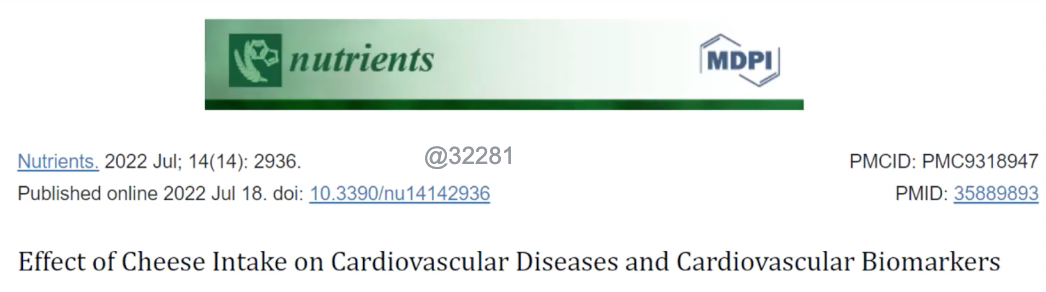 nutrients
MDPI
Nutrients. 2022 Jul; 14(14): 2936. @32281 PMCID: PMC9318947
Published online 2022 Jul 18. doi: 10.3390/nu14142936 PMID: 35889893
Effect of Cheese Intake on Cardiovascular Diseases and Cardiovascular Biomarkers